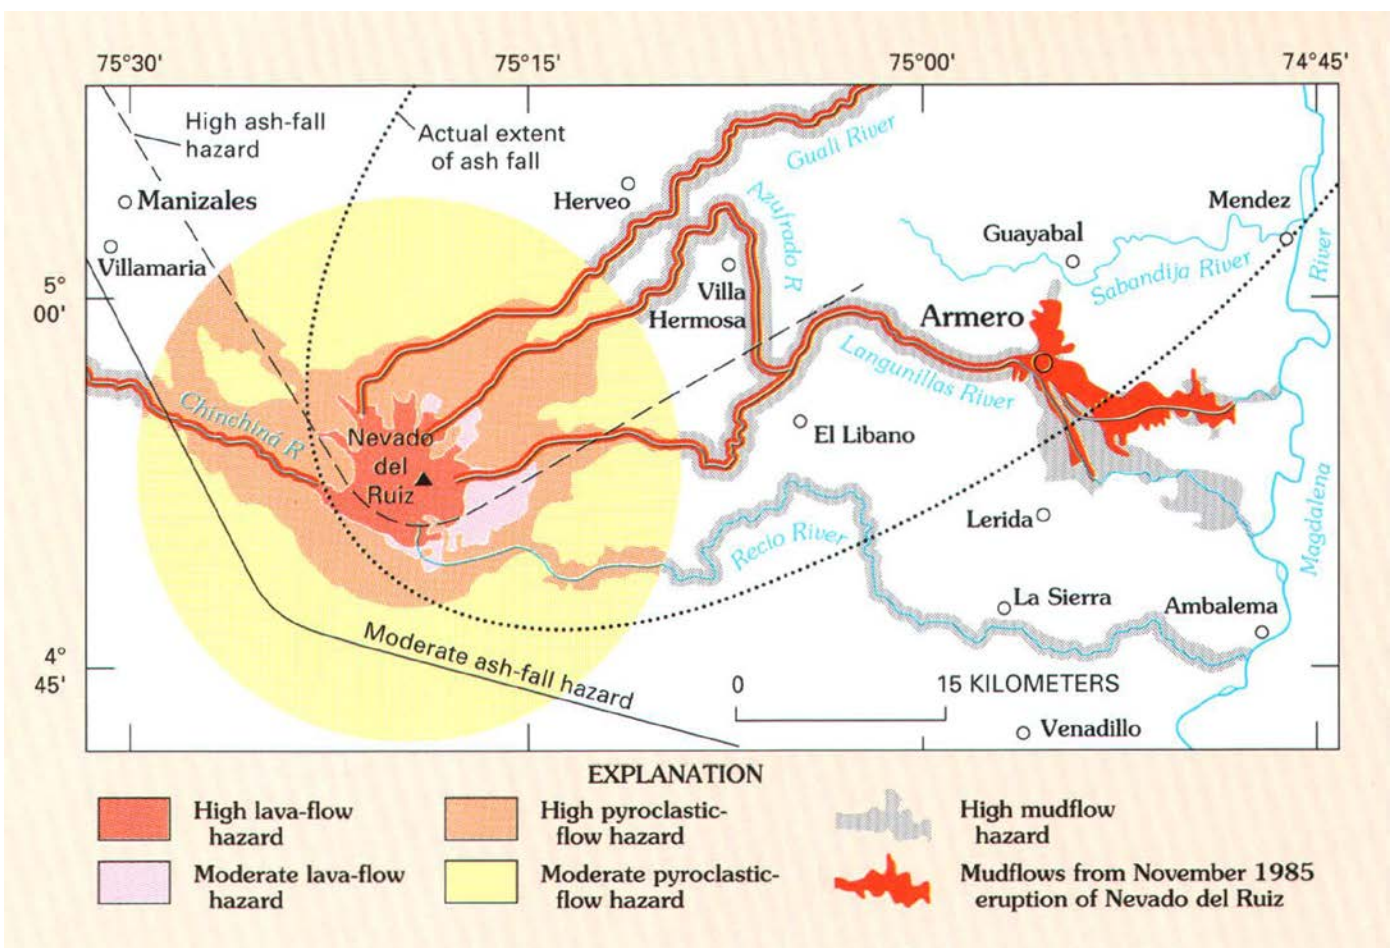 75°30'
75°15'
75°00'
74°45'
High ash-fall
hazard
Actual extent
of ash fall
Guali River
Manizales
Herveo
Azufrado R
Mendez
Guayabal
Villamaria
Villa
Hermosa
Sabandija River
River
5°
00'
Armero
Langunillas River
Chinchiná R
Nevado
del
Ruiz
El Libano
Lerida
Magdalena
Recio River
La Sierra
Ambalema
4°
45'
Moderate ash-fall hazard
0
15 KILOMETERS
Venadillo
EXPLANATION
High lava-flow
hazard
Moderate lava-flow
hazard
High pyroclastic-
flow hazard
Moderate pyroclastic-
flow hazard
High mudflow
hazard
Mudflows from November 1985
eruption of Nevado del Ruiz